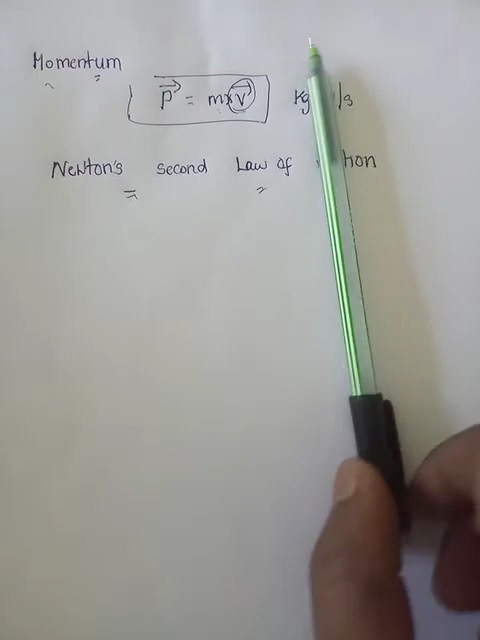 Momentum
P = m×v kg /s
Newton's second Law of